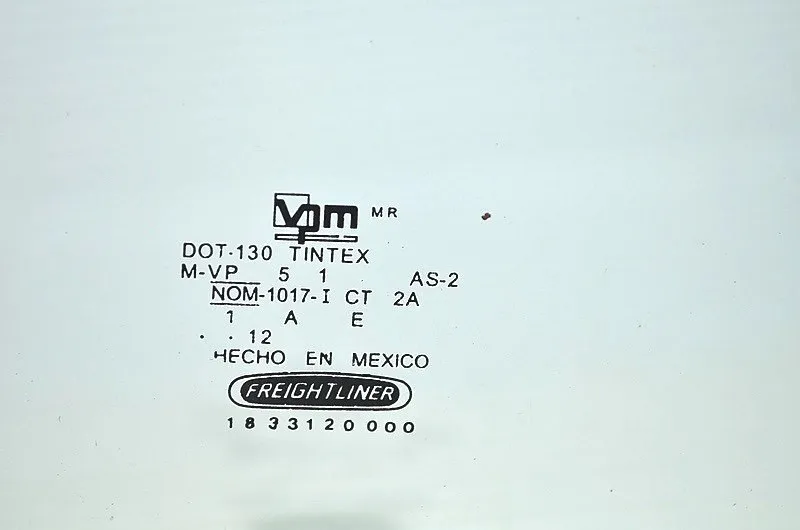 vpm MR
DOT-130 TINTEX
M-VP 5 1 AS-2
NOM-1017-I CT 2A
1 A E
. . 12
HECHO EN MEXICO
FREIGHTLINER
1833120000